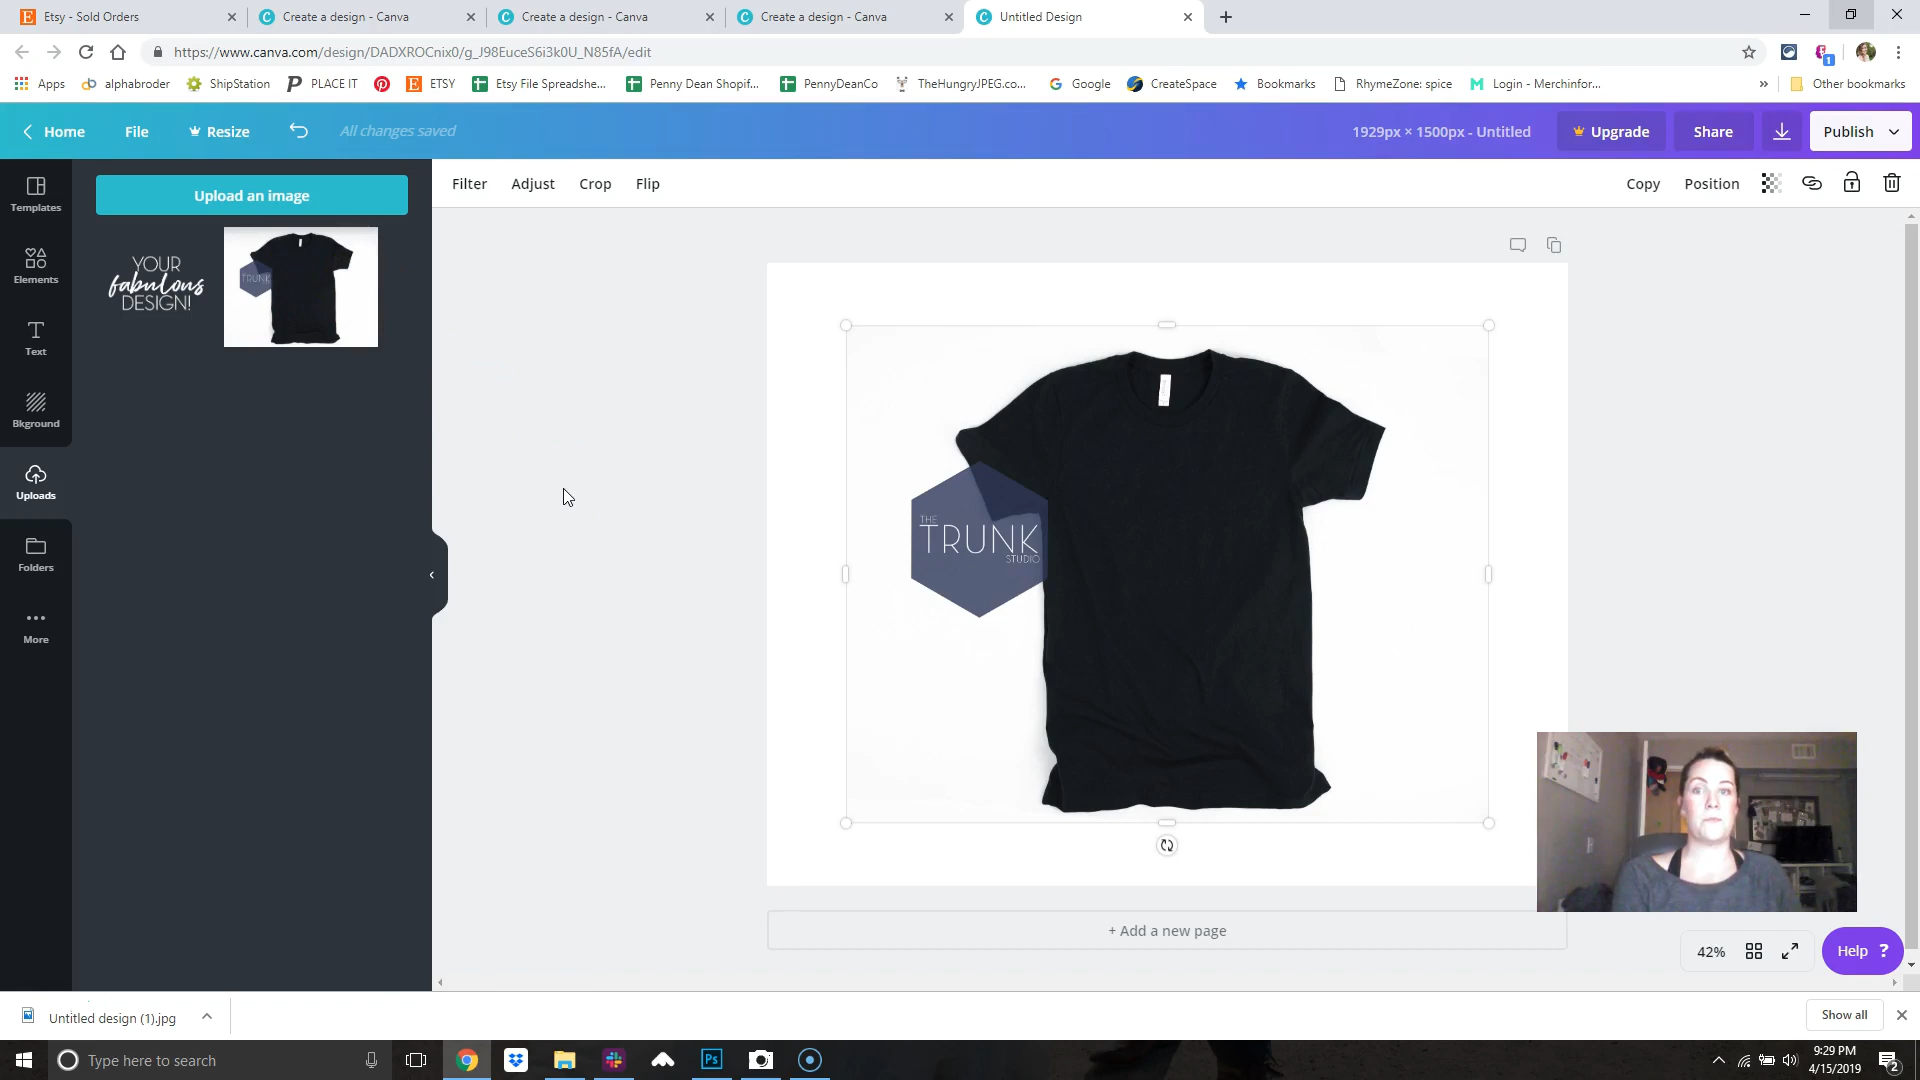 Etsy - Sold Orders
Create a design - Canva
Create a design - Canva
Create a design - Canva
Untitled Design
https://www.canva.com/design/DADXROCnix0/g_J98EuceS6i3k0U_N85fA/edit
1
Apps
alphabroder
ShipStation
PLACE IT
ETSY
Etsy File Spreadshe...
Penny Dean Shopif...
PennyDeanCo
TheHungryJPEG.co...
Google
CreateSpace
Bookmarks
RhymeZone: spice
Login - Merchinfor...
»
Other bookmarks
Home
File
Resize
All changes saved
1929px × 1500px - Untitled
Upgrade
Share
Publish
Templates
Elements
Text
Bkground
Uploads
Folders
More
Upload an image
YOUR
fabulous
DESIGN!
TRUNK
Filter
Adjust
Crop
Flip
Copy
Position
THE
TRUNK
STUDIO
+ Add a new page
42%
Help ?
Untitled design (1).jpg
Show all
Type here to search
Ps
9:29 PM
4/15/2019
2